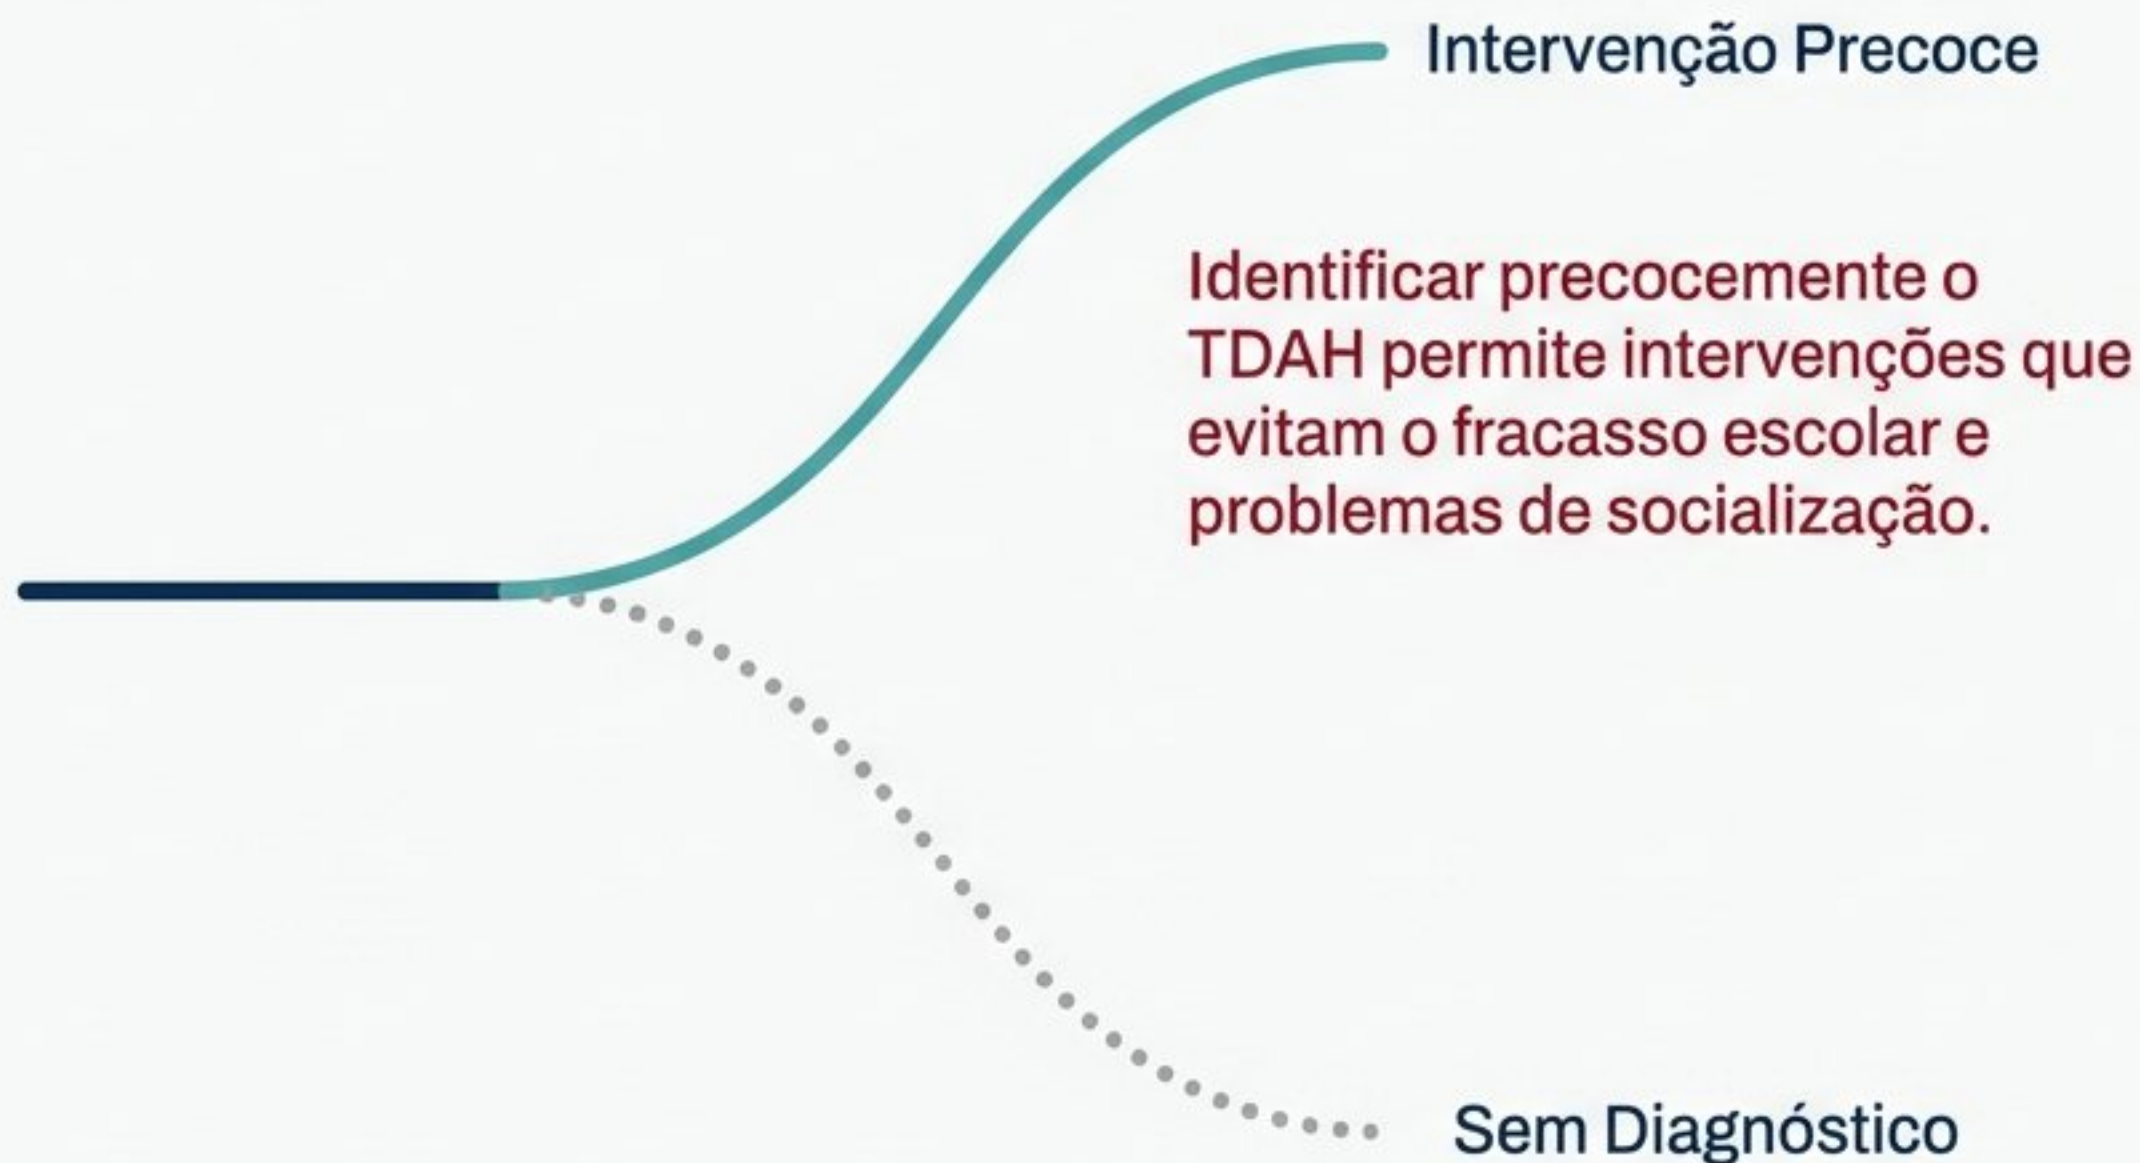 Intervenção Precoce
Identificar precocemente o
TDAH permite intervenções que
evitam o fracasso escolar e
problemas de socialização.
Sem Diagnóstico